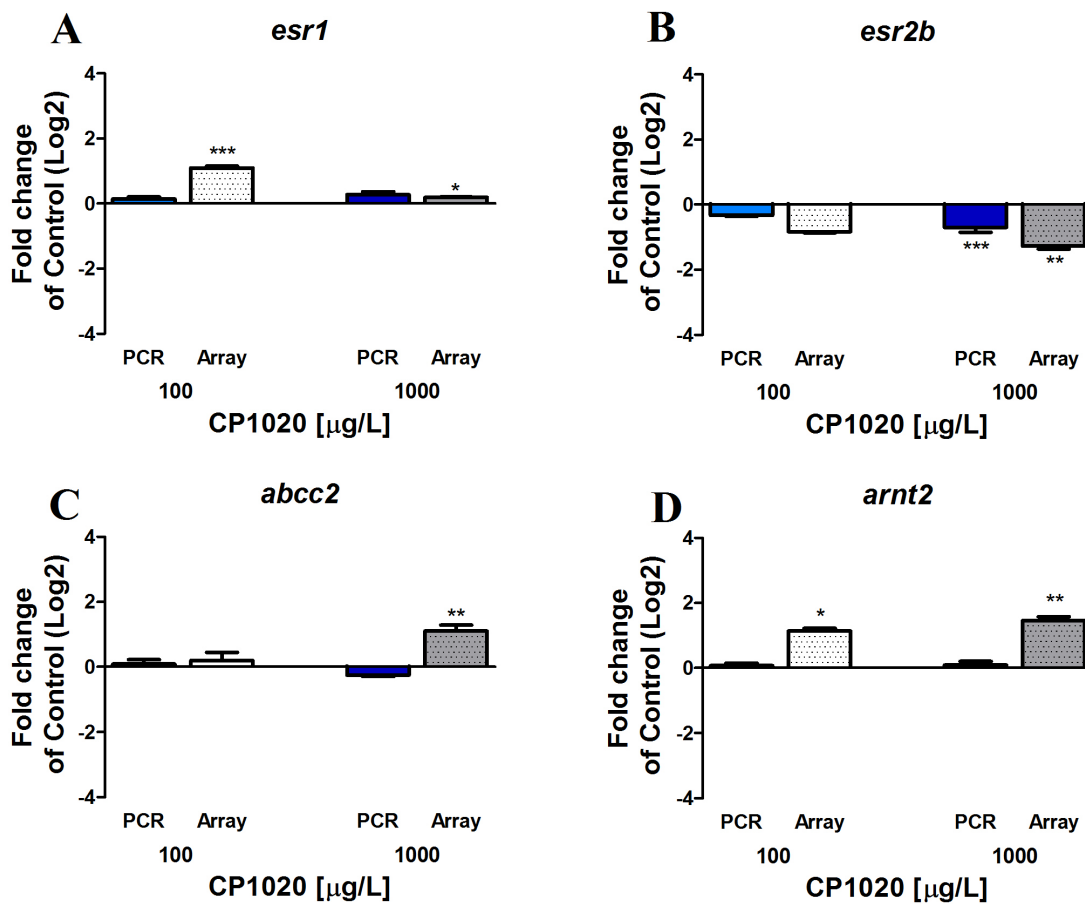 A
esr1
Fold change
of Control (Log2)
4
2
0
-2
-4
***
*
PCR Array PCR Array
100 1000
CP1020 [µg/L]
B
esr2b
Fold change
of Control (Log2)
4
2
0
-2
-4
***
**
PCR Array PCR Array
100 1000
CP1020 [µg/L]
C
abcc2
Fold change
of Control (Log2)
4
2
0
-2
-4
**
PCR Array PCR Array
100 1000
CP1020 [µg/L]
D
arnt2
Fold change
of Control (Log2)
4
2
0
-2
-4
*
**
PCR Array PCR Array
100 1000
CP1020 [µg/L]